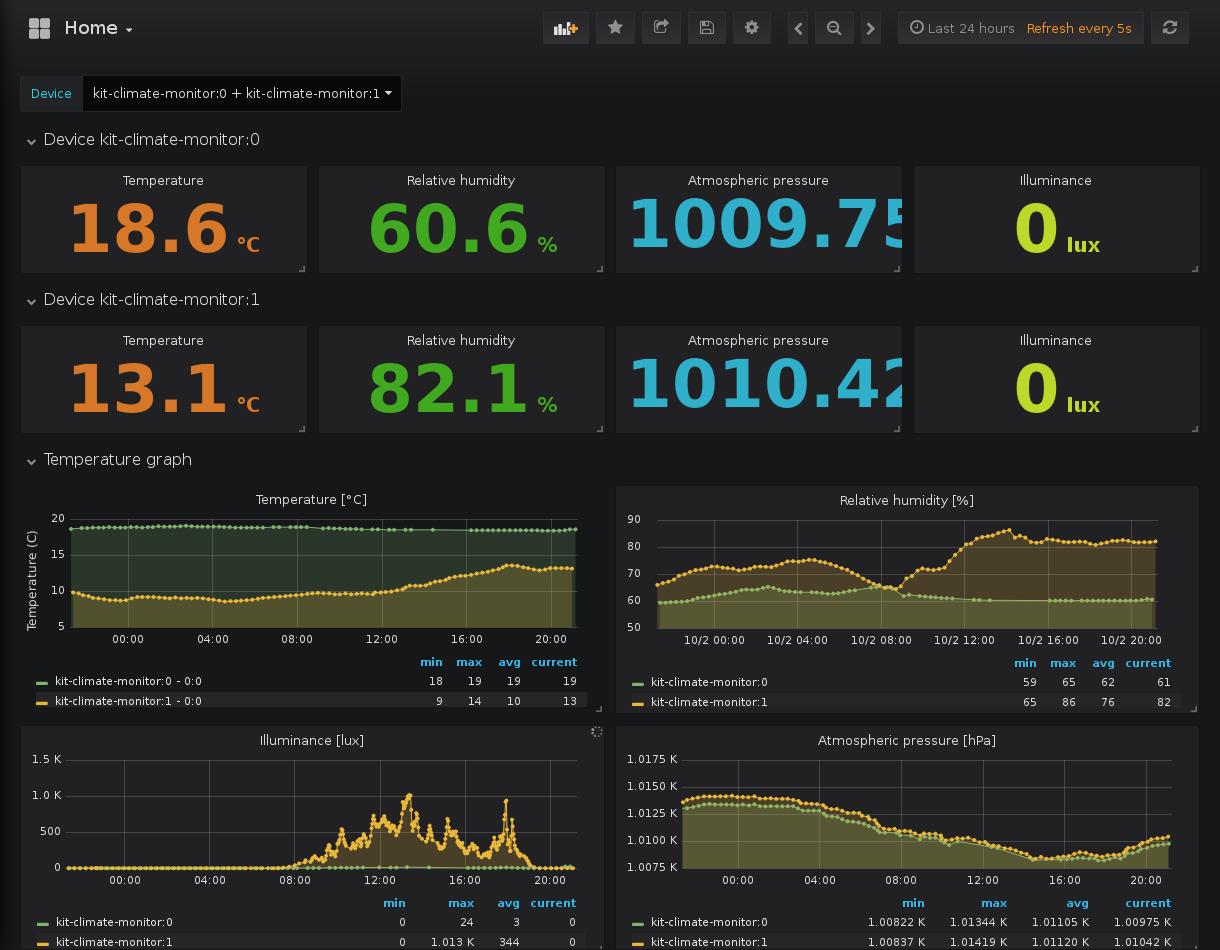 Home
Last 24 hours Refresh every 5s
Device kit-climate-monitor:0 + kit-climate-monitor:1
Device kit-climate-monitor:0
Temperature Relative humidity Atmospheric pressure Illuminance
18.6 °C 60.6 % 1009.75 0 lux
Device kit-climate-monitor:1
Temperature Relative humidity Atmospheric pressure Illuminance
13.1 °C 82.1 % 1010.42 0 lux
Temperature graph
Temperature [°C]
Temperature (C)
20
15
10
5
00:00 04:00 08:00 12:00 16:00 20:00
min max avg current
kit-climate-monitor:0 - 0:0 18 19 19 19
kit-climate-monitor:1 - 0:0 9 14 10 13
Relative humidity [%]
90
80
70
60
50
10/2 00:00 10/2 04:00 10/2 08:00 10/2 12:00 10/2 16:00 10/2 20:00
min max avg current
kit-climate-monitor:0 59 65 62 61
kit-climate-monitor:1 65 86 76 82
Illuminance [lux]
1.5 K
1.0 K
500
0
00:00 04:00 08:00 12:00 16:00 20:00
min max avg current
kit-climate-monitor:0 0 24 3 0
kit-climate-monitor:1 0 1.013 K 344 0
Atmospheric pressure [hPa]
1.0175 K
1.0150 K
1.0125 K
1.0100 K
1.0075 K
00:00 04:00 08:00 12:00 16:00 20:00
min max avg current
kit-climate-monitor:0 1.00822 K 1.01344 K 1.01105 K 1.00975 K
kit-climate-monitor:1 1.00837 K 1.01419 K 1.01120 K 1.01042 K